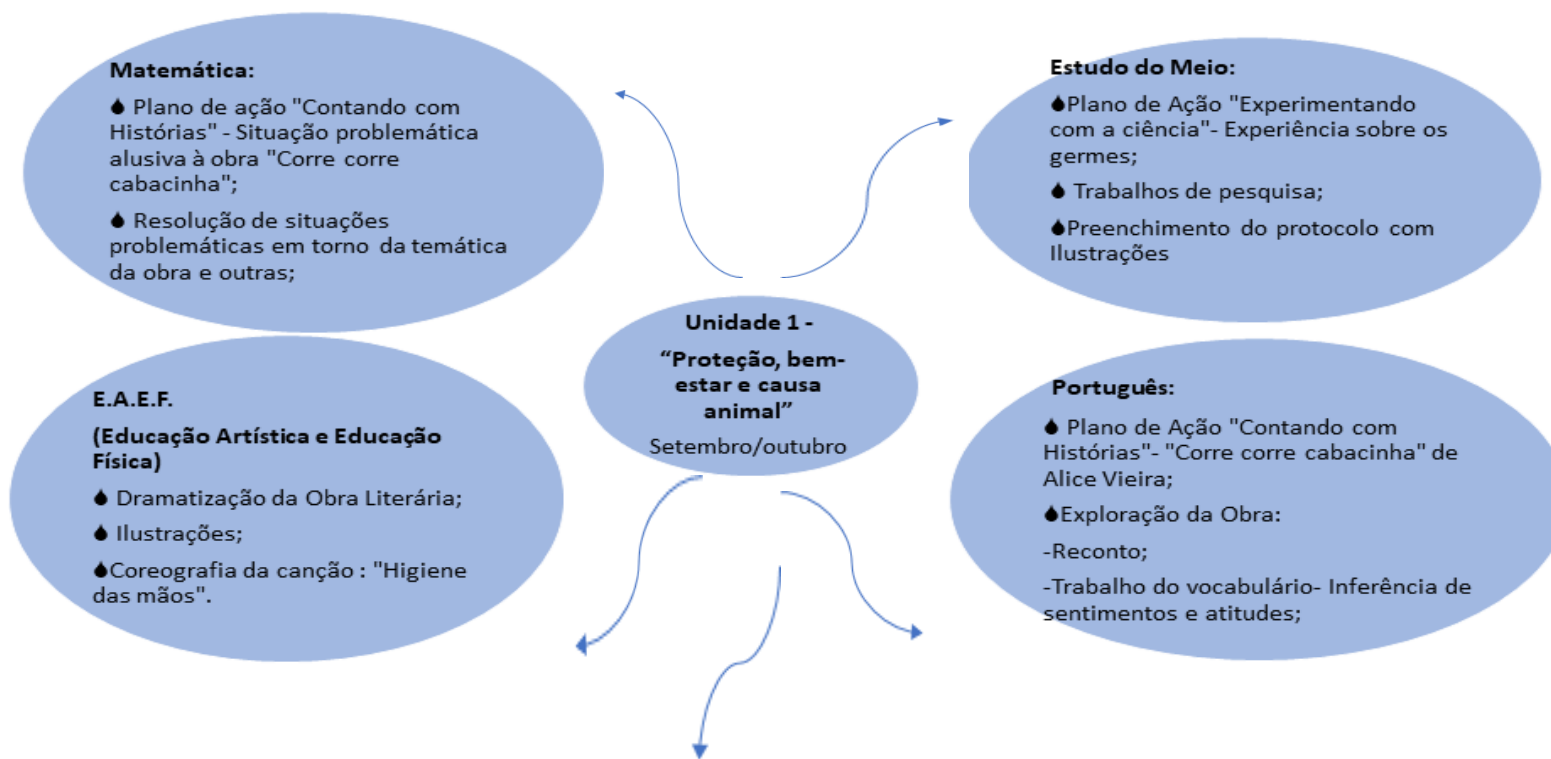 Matemática:
♦ Plano de ação "Contando com
Histórias" - Situação problemática
alusiva à obra "Corre corre
cabacinha";
♦ Resolução de situações
problemáticas em torno da temática
da obra e outras;
Estudo do Meio:
♦Plano de Ação "Experimentando
com a ciência"- Experiência sobre os
germes;
♦ Trabalhos de pesquisa;
♦Preenchimento do protocolo com
Ilustrações
Unidade 1 -
“Proteção, bem-
estar e causa
animal”
Setembro/outubro
E.A.E.F.
(Educação Artística e Educação
Física)
♦ Dramatização da Obra Literária;
♦ Ilustrações;
♦Coreografia da canção : "Higiene
das mãos".
Português:
♦ Plano de Ação "Contando com
Histórias"- "Corre corre cabacinha" de
Alice Vieira;
♦Exploração da Obra:
-Reconto;
-Trabalho do vocabulário- Inferência de
sentimentos e atitudes;